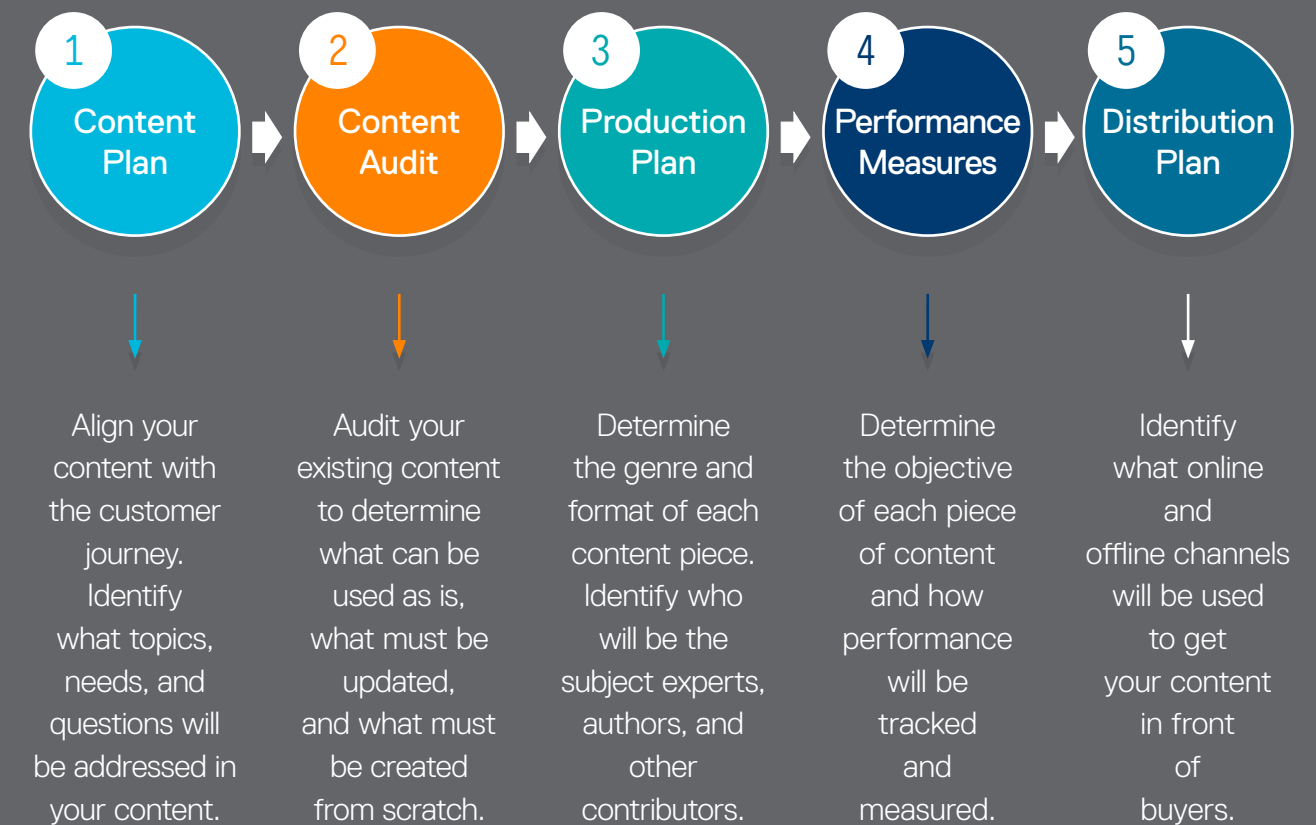 1
Content
Plan
2
Content
Audit
3
Production
Plan
4
Performance
Measures
5
Distribution
Plan
Align your
content with
the customer
journey.
Identify
what topics,
needs, and
questions will
be addressed in
your content.
Audit your
existing content
to determine
what can be
used as is,
what must be
updated,
and what must
be created
from scratch.
Determine
the genre and
format of each
content piece.
Identify who
will be the
subject experts,
authors, and
other
contributors.
Determine
the objective
of each piece
of content
and how
performance
will be
tracked
and
measured.
Identify
what online
and
offline channels
will be used
to get
your content
in front
of
buyers.